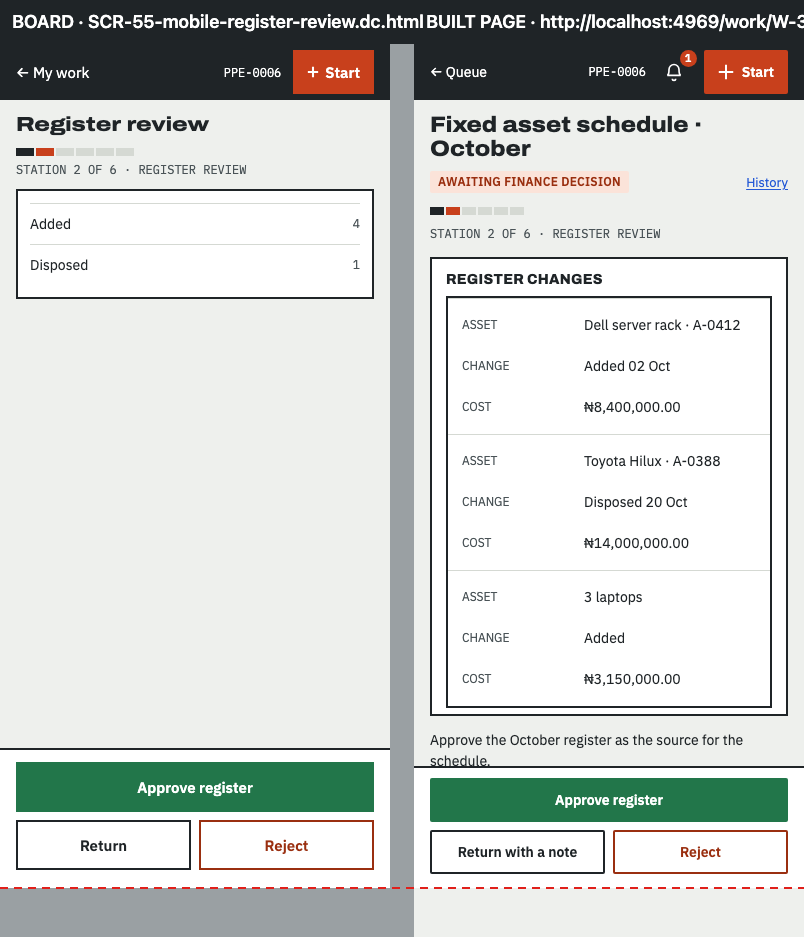 BOARD · SCR-55-mobile-register-review.dc.html
← My work
PPE-0006
+ Start
Register review
STATION 2 OF 6 · REGISTER REVIEW
Added 4
Disposed 1
Approve register
Return
Reject
BUILT PAGE · http://localhost:4969/work/W-3
← Queue
PPE-0006
1
+ Start
Fixed asset schedule ·
October
AWAITING FINANCE DECISION
History
STATION 2 OF 6 · REGISTER REVIEW
REGISTER CHANGES
ASSET Dell server rack · A-0412
CHANGE Added 02 Oct
COST ₦8,400,000.00
ASSET Toyota Hilux · A-0388
CHANGE Disposed 20 Oct
COST ₦14,000,000.00
ASSET 3 laptops
CHANGE Added
COST ₦3,150,000.00
Approve the October register as the source for the
schedule.
Approve register
Return with a note
Reject